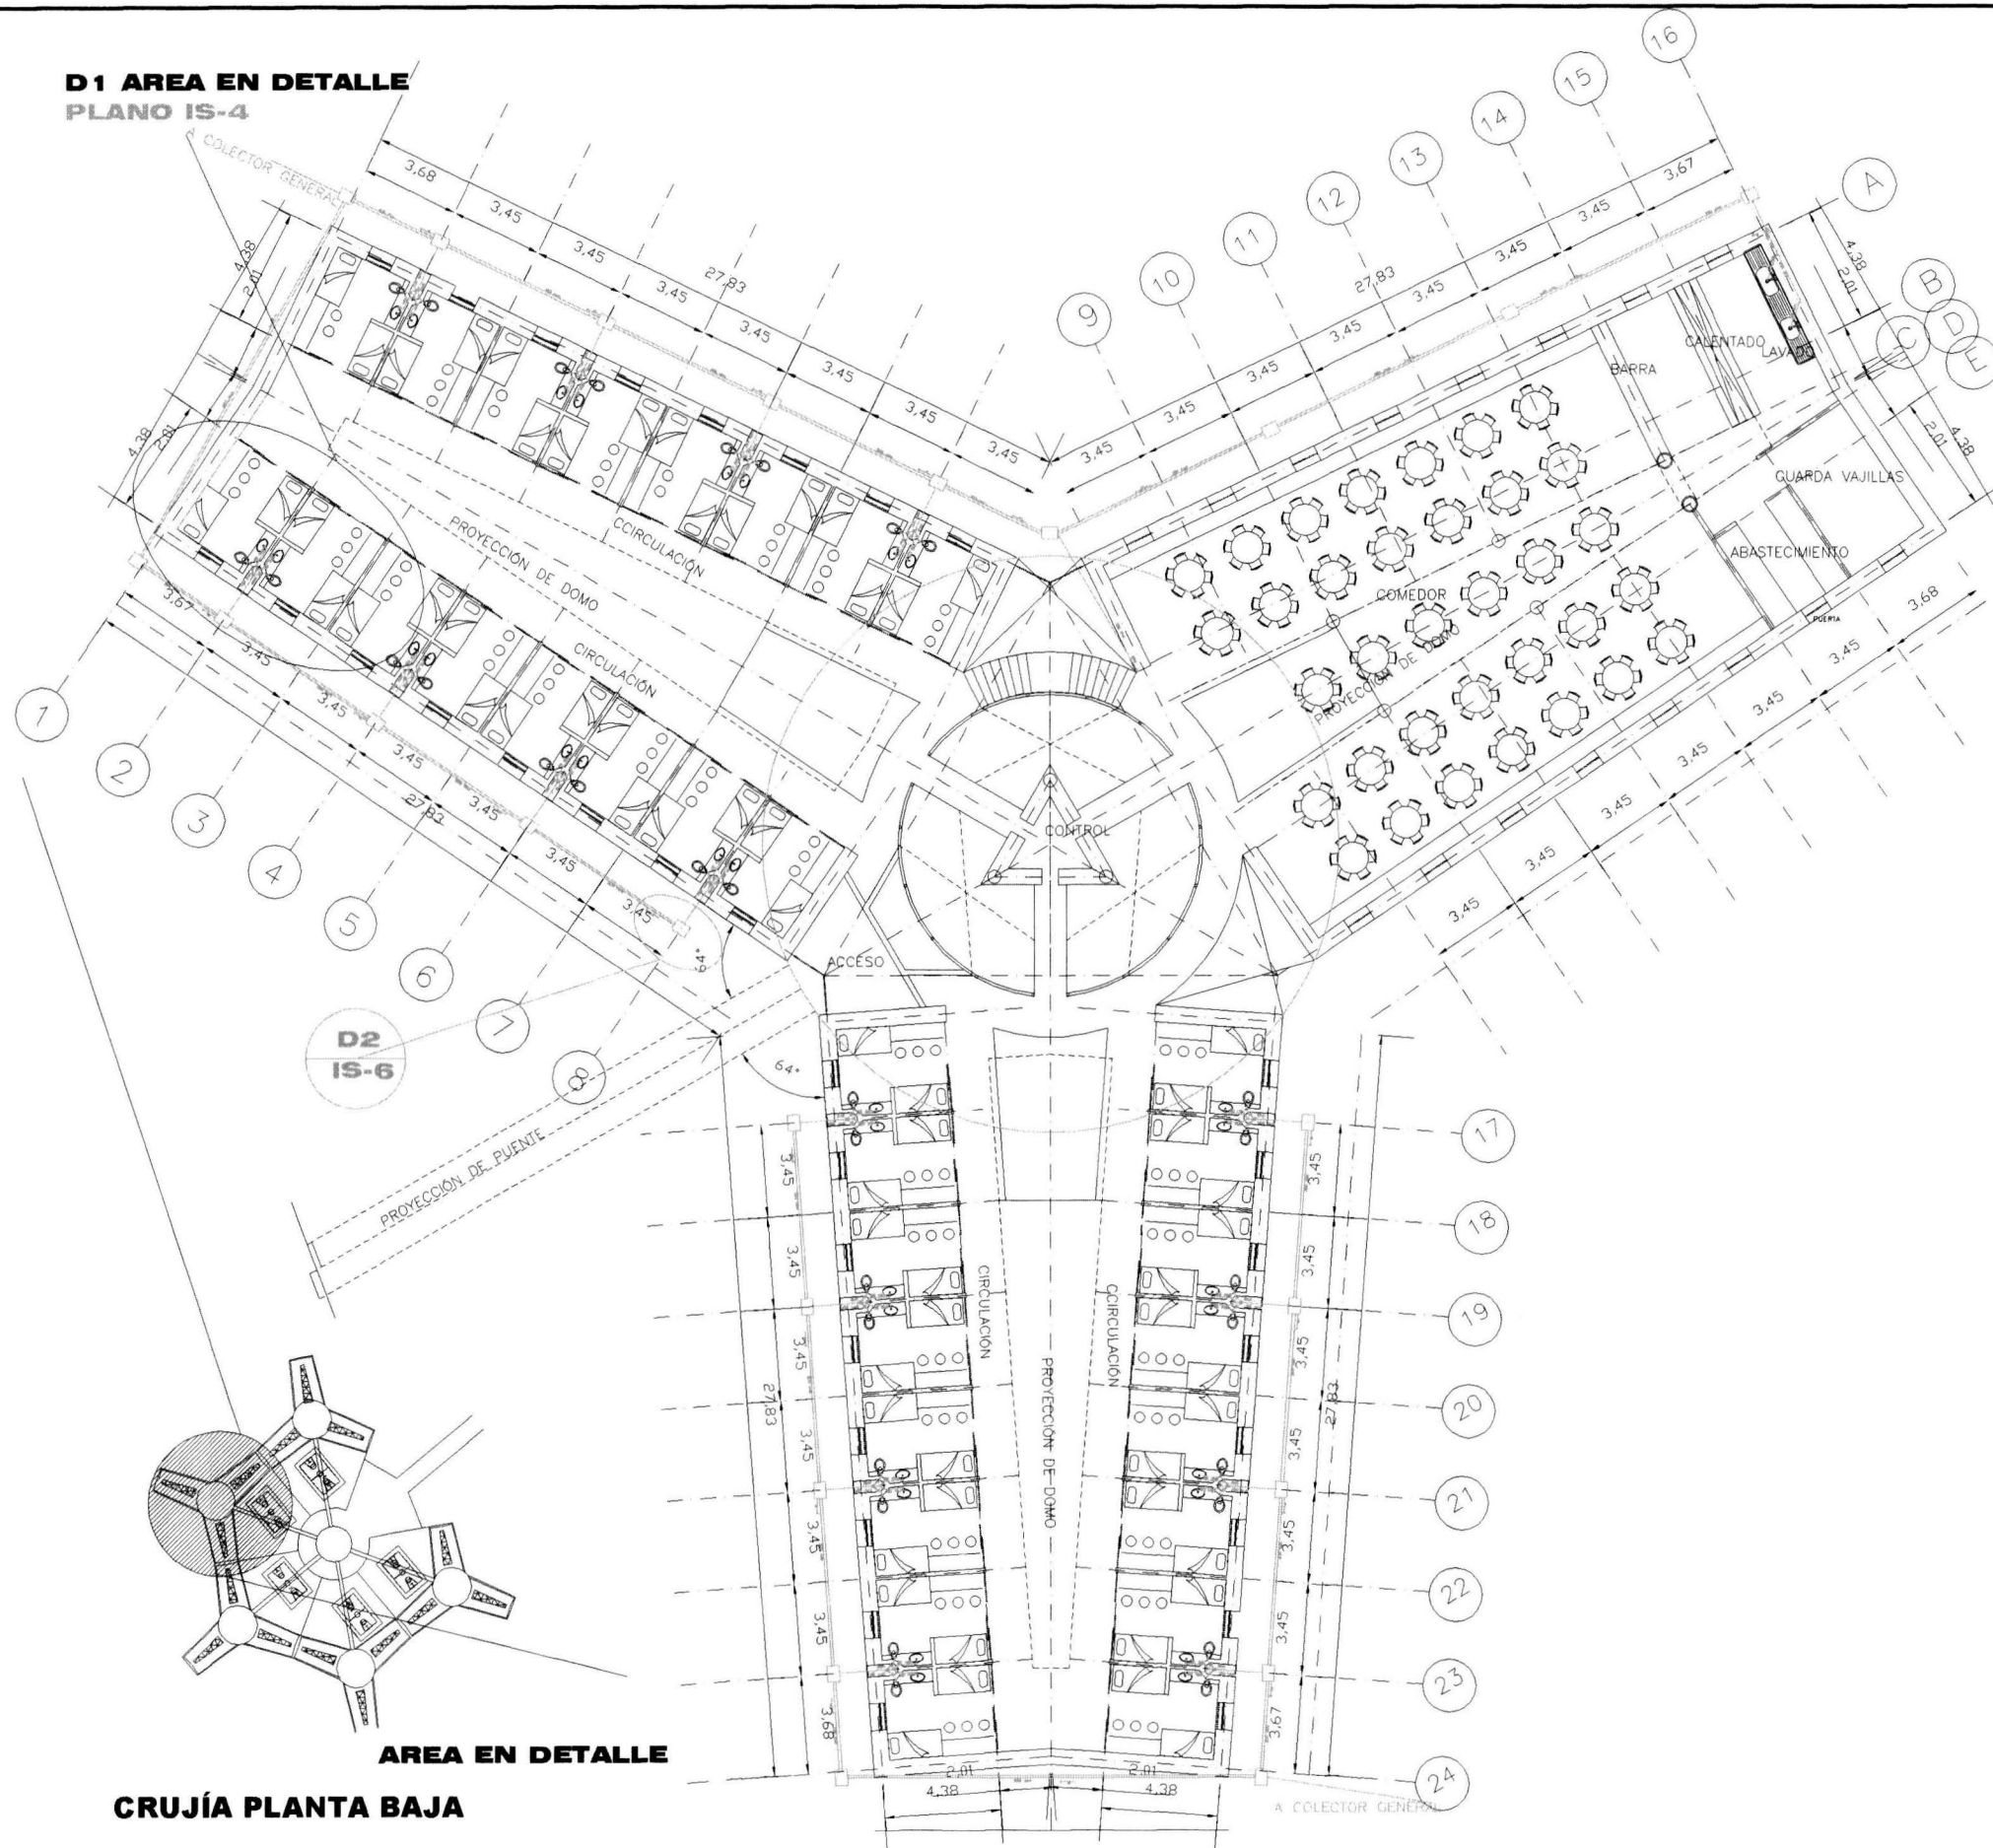 D1 AREA EN DETALLE
PLANO IS-4
A COLECTOR GENERAL
3,68
3,45
3,45
27,83
3,45
3,45
3,45
3,45
3,45
4,38
2,01
4,38
2,01
3,67
3,45
3,45
3,45
27,83
3,45
3,45
3,45
3,45
9
10
11
12
13
14
15
16
3,45
3,45
3,45
3,45
27,83
3,45
3,45
3,45
3,67
A
B
C
D
E
4,38
2,01
2,01
4,38
CALENTADO
LAVADO
BARRA
GUARDA VAJILLAS
ABASTECIMIENTO
PUERTA
COMEDOR
PROYECCIÓN DE DOMO
3,68
3,45
3,45
3,45
3,45
3,45
3,45
CCIRCULACIÓN
PROYECCIÓN DE DOMO
CIRCULACIÓN
CONTROL
ACCESO
64°
64°
1
2
3
4
5
6
7
8
D2
IS-6
PROYECCIÓN DE PUENTE
3,45
3,45
3,45
27,83
3,45
3,45
3,45
3,68
CIRCULACIÓN
PROYECCIÓN DE DOMO
CCIRCULACIÓN
3,45
3,45
3,45
27,83
3,45
3,45
3,45
3,67
17
18
19
20
21
22
23
24
2,01
2,01
4,38
4,38
A COLECTOR GENERAL
AREA EN DETALLE
CRUJÍA PLANTA BAJA